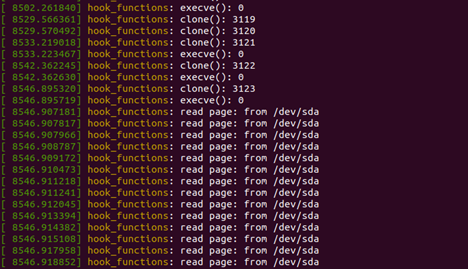 [ 8502.261840] hook_functions: execve(): 0
[ 8529.566361] hook_functions: clone(): 3119
[ 8529.570492] hook_functions: clone(): 3120
[ 8533.219018] hook_functions: clone(): 3121
[ 8533.223467] hook_functions: execve(): 0
[ 8542.362245] hook_functions: clone(): 3122
[ 8542.362630] hook_functions: execve(): 0
[ 8546.895320] hook_functions: clone(): 3123
[ 8546.895719] hook_functions: execve(): 0
[ 8546.907181] hook_functions: read page: from /dev/sda
[ 8546.907817] hook_functions: read page: from /dev/sda
[ 8546.907966] hook_functions: read page: from /dev/sda
[ 8546.908787] hook_functions: read page: from /dev/sda
[ 8546.909172] hook_functions: read page: from /dev/sda
[ 8546.910473] hook_functions: read page: from /dev/sda
[ 8546.911218] hook_functions: read page: from /dev/sda
[ 8546.911241] hook_functions: read page: from /dev/sda
[ 8546.912045] hook_functions: read page: from /dev/sda
[ 8546.913394] hook_functions: read page: from /dev/sda
[ 8546.914382] hook_functions: read page: from /dev/sda
[ 8546.915108] hook_functions: read page: from /dev/sda
[ 8546.917958] hook_functions: read page: from /dev/sda
[ 8546.918852] hook_functions: read page: from /dev/sda